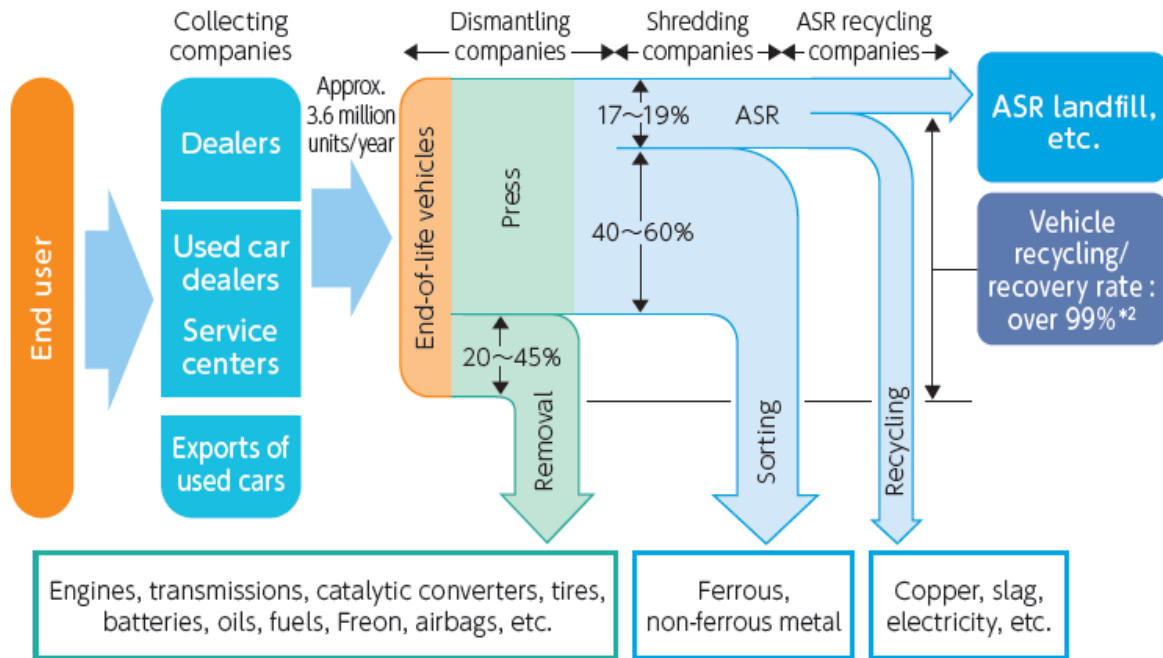 Collecting
companies
Dismantling
companies
Shredding
companies
ASR recycling
companies
End user
Dealers
Used car
dealers
Service
centers
Exports of
used cars
Approx.
3.6 million
units/year
End-of-life vehicles
Press
17～19%
ASR
40～60%
20～45%
Removal
Sorting
Recycling
ASR landfill,
etc.
Vehicle
recycling/
recovery rate :
over 99%*2
Engines, transmissions, catalytic converters, tires,
batteries, oils, fuels, Freon, airbags, etc.
Ferrous,
non-ferrous metal
Copper, slag,
electricity, etc.